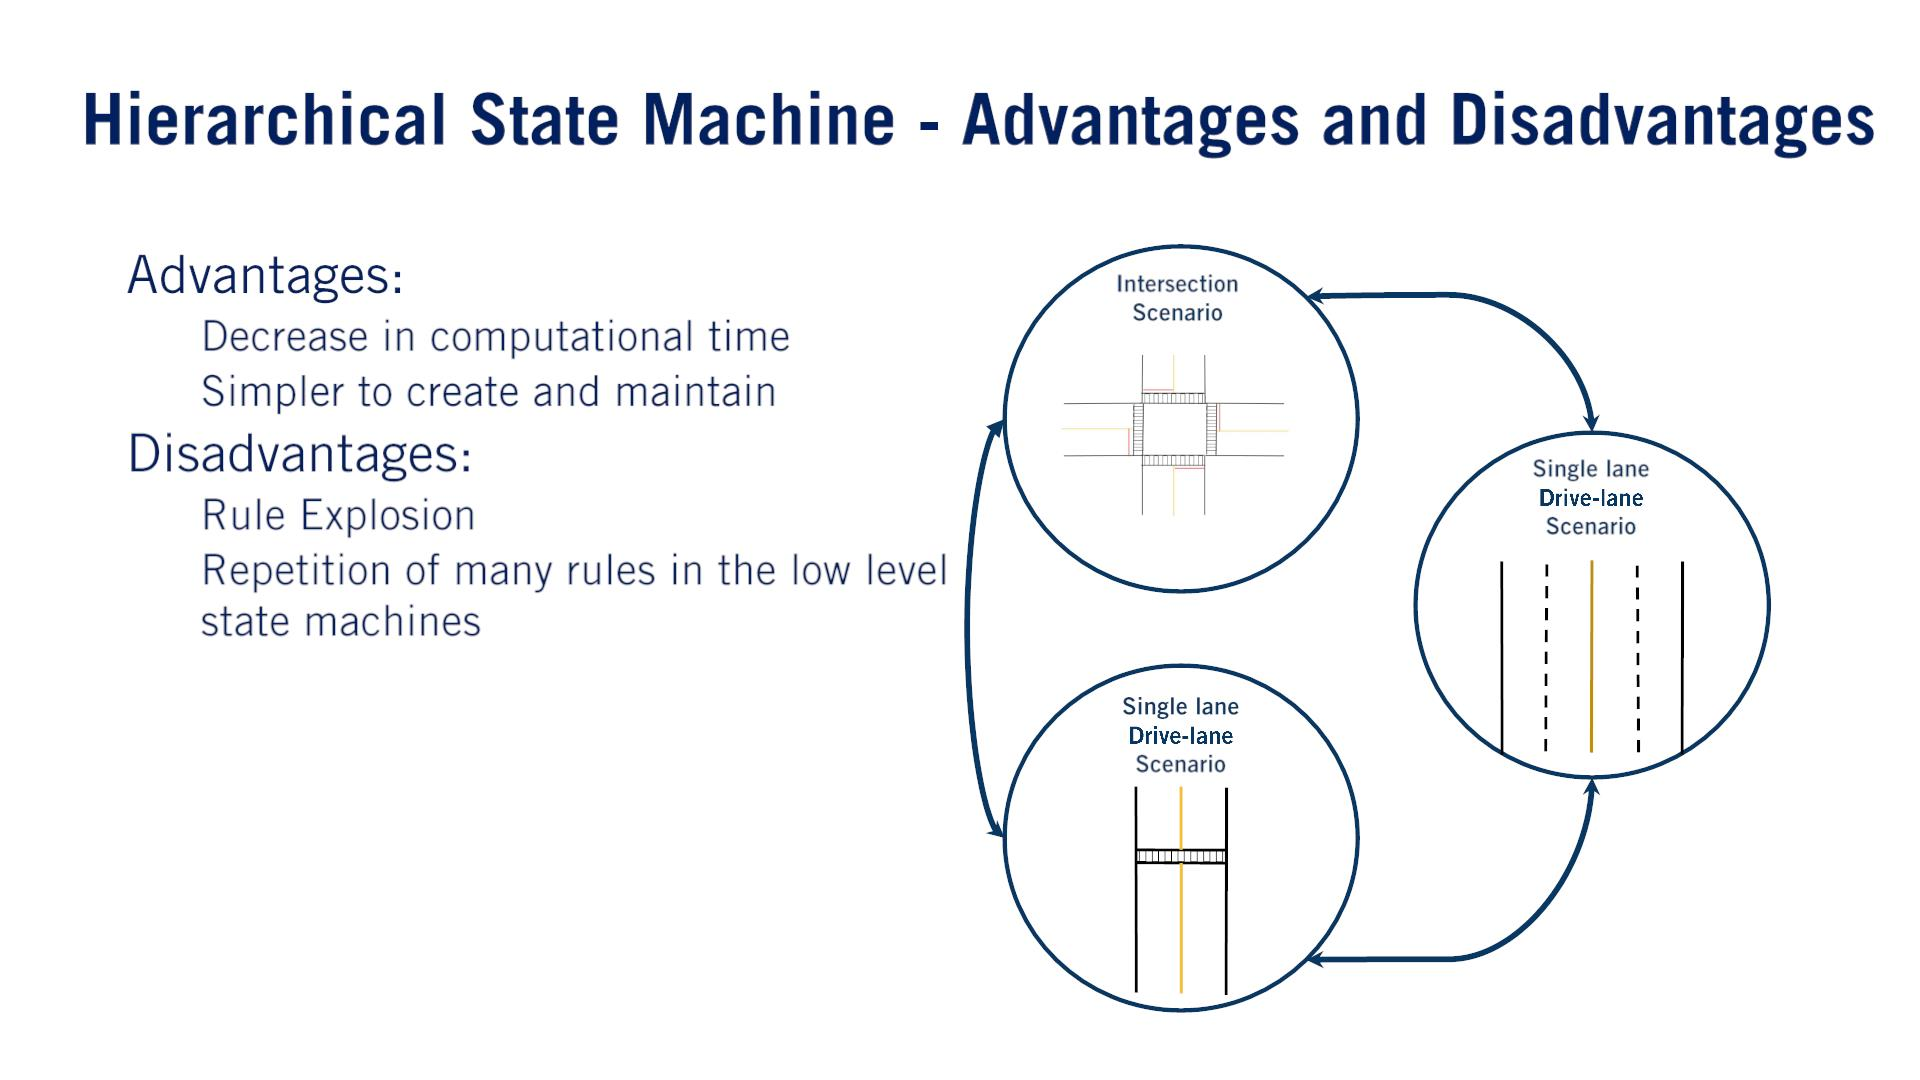 Hierarchical State Machine - Advantages and Disadvantages
Advantages:
Decrease in computational time
Simpler to create and maintain
Disadvantages:
Rule Explosion
Repetition of many rules in the low level
state machines
Intersection
Scenario
Single lane
Drive-lane
Scenario
Single lane
Drive-lane
Scenario